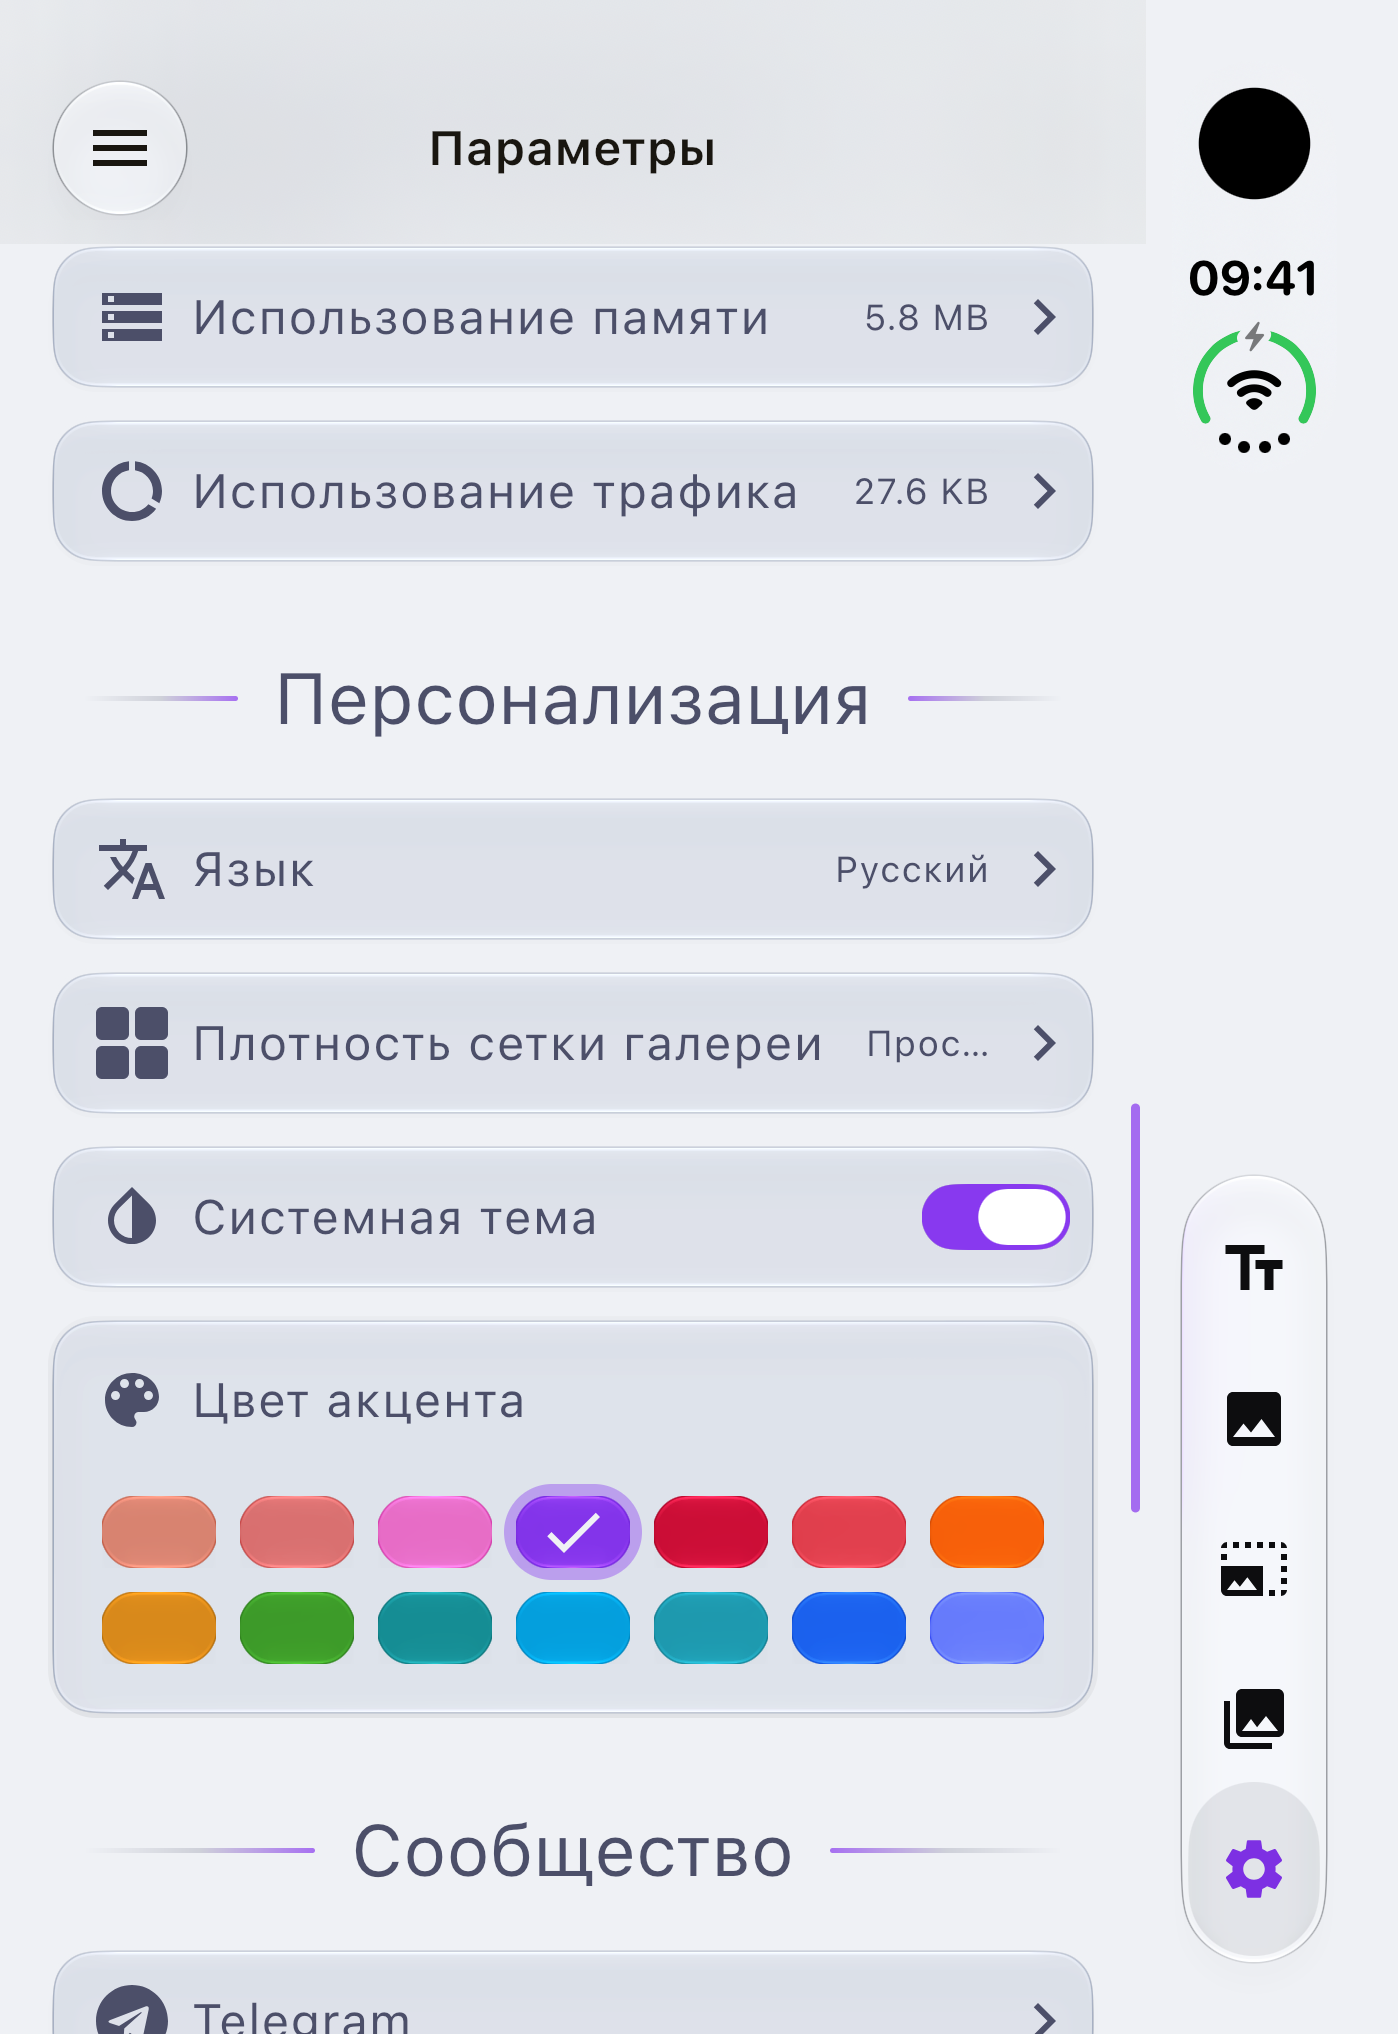 Параметры
09:41
Использование памяти 5.8 MB
Использование трафика 27.6 KB
Персонализация
Язык Русский
Плотность сетки галереи Прос...
Системная тема
Цвет акцента
Сообщество
Telegram